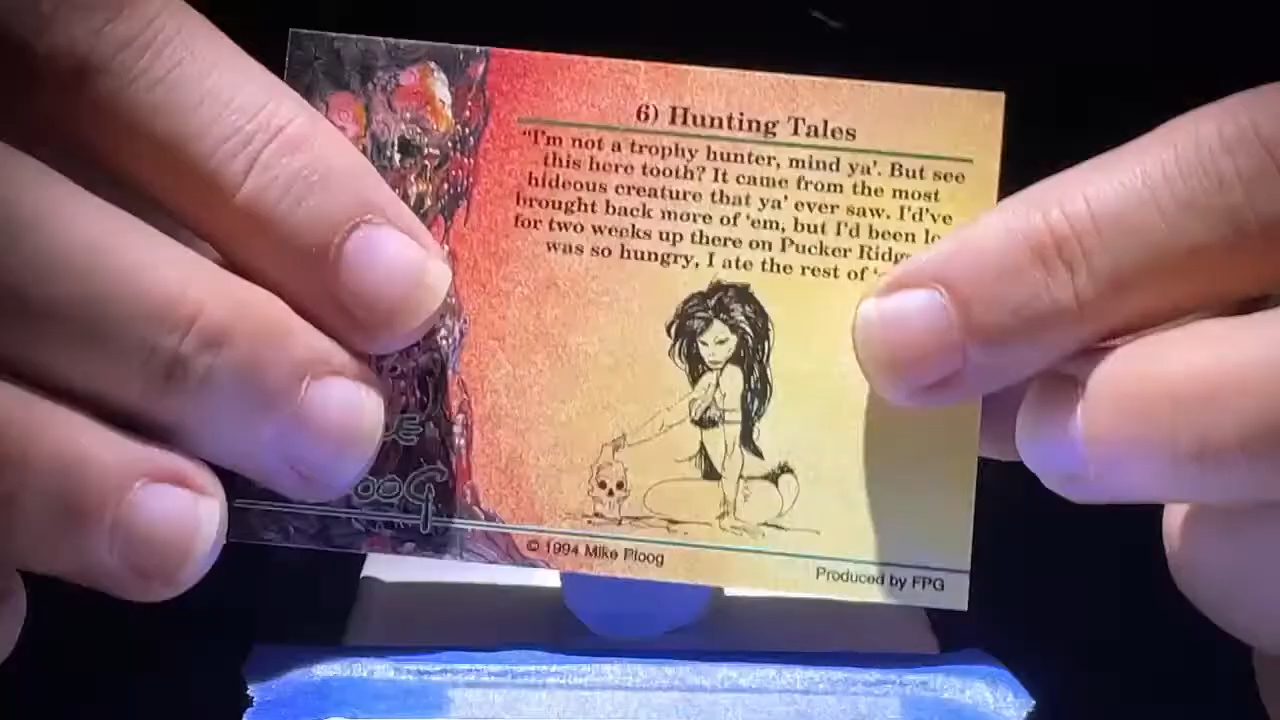 6) Hunting Tales
"I'm not a trophy hunter, mind ya'. But see
this here tooth? It came from the most
hideous creature that ya' ever saw. I'd've
brought back more of 'em, but I'd been
for two weeks up there on Pucker
was so hungry, I ate the rest of
© 1994 Mike Ploog
Produced by FPG